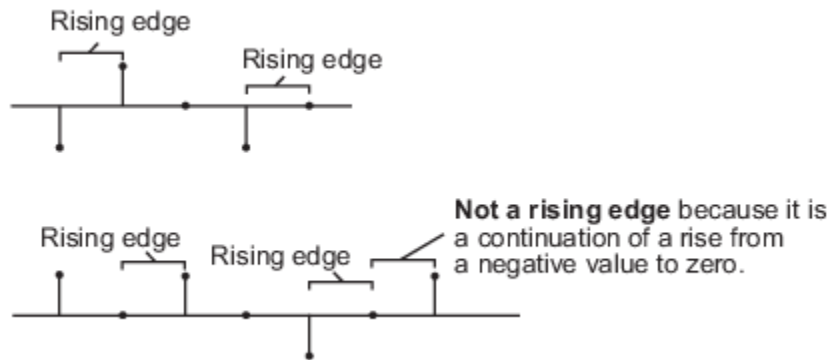 Rising edge
Rising edge
Not a rising edge because it is
a continuation of a rise from
a negative value to zero.
Rising edge
Rising edge